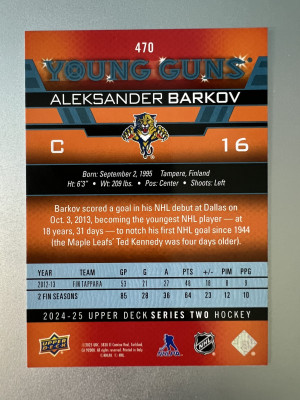 470
YOUNG GUNS
ALEKSANDER BARKOV
C 16
Born: September 2, 1995 Tampere, Finland
Ht: 6'3" • Wt: 209 lbs. • Pos: Center • Shoots: Left
Barkov scored a goal in his NHL debut at Dallas on
Oct. 3, 2013, becoming the youngest NHL player — at
18 years, 31 days — to notch his first NHL goal since 1944
(the Maple Leafs' Ted Kennedy was four days older).
YEAR TEAM GP G A PTS +/- PIM PPG
2012-13 FIN TAPPARA 53 21 27 48
2 FIN SEASONS 85 28 36 64 23 12 10
2024-25 UPPER DECK SERIES TWO HOCKEY
UPPER DECK
NHLPA
NHL